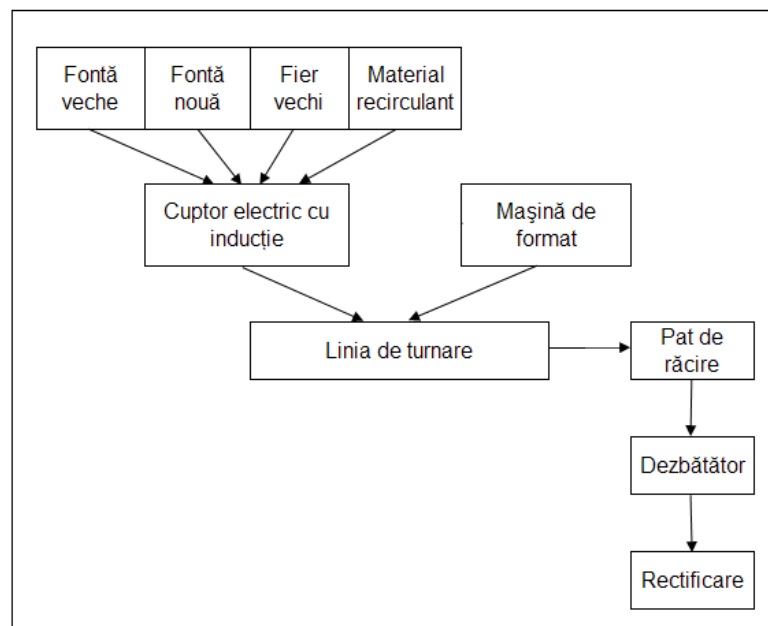 Fontă
veche
Fontă
nouă
Fier
vechi
Material
recirculant
Cuptor electric cu
inducție
Maşină de
format
Linia de turnare
Pat de
răcire
Dezbătător
Rectificare